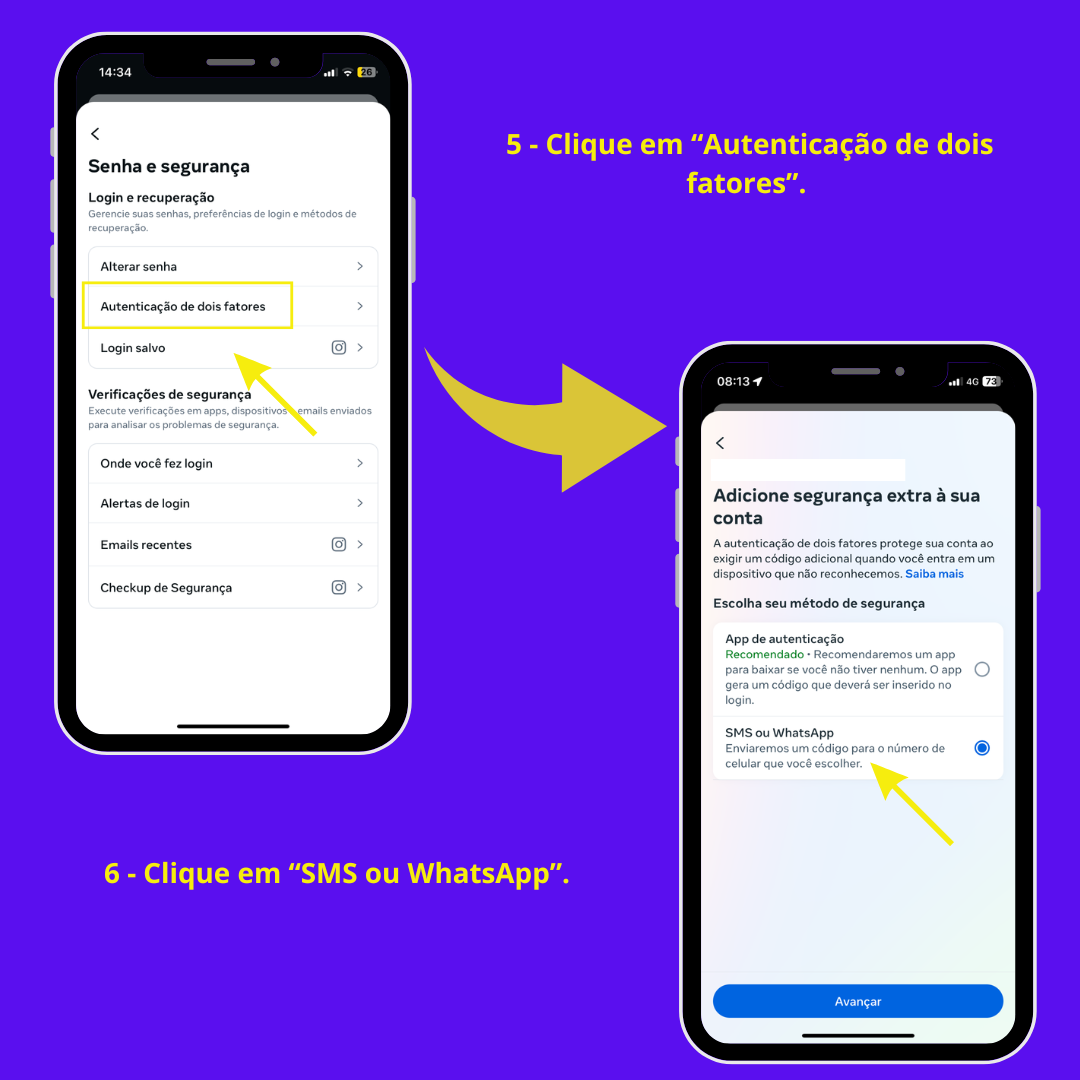 14:34
26
Senha e segurança
Login e recuperação
Gerencie suas senhas, preferências de login e métodos de
recuperação.
Alterar senha
Autenticação de dois fatores
Login salvo
Verificações de segurança
Execute verificações em apps, dispositivos emails enviados
para analisar os problemas de segurança.
Onde você fez login
Alertas de login
Emails recentes
Checkup de Segurança
5 - Clique em “Autenticação de dois
fatores”.
08:13
4G 73
Adicione segurança extra à sua
conta
A autenticação de dois fatores protege sua conta ao
exigir um código adicional quando você entra em um
dispositivo que não reconhecemos. Saiba mais
Escolha seu método de segurança
App de autenticação
Recomendado • Recomendaremos um app
para baixar se você não tiver nenhum. O app
gera um código que deverá ser inserido no
login.
SMS ou WhatsApp
Enviaremos um código para o número de
celular que você escolher.
Avançar
6 - Clique em “SMS ou WhatsApp”.